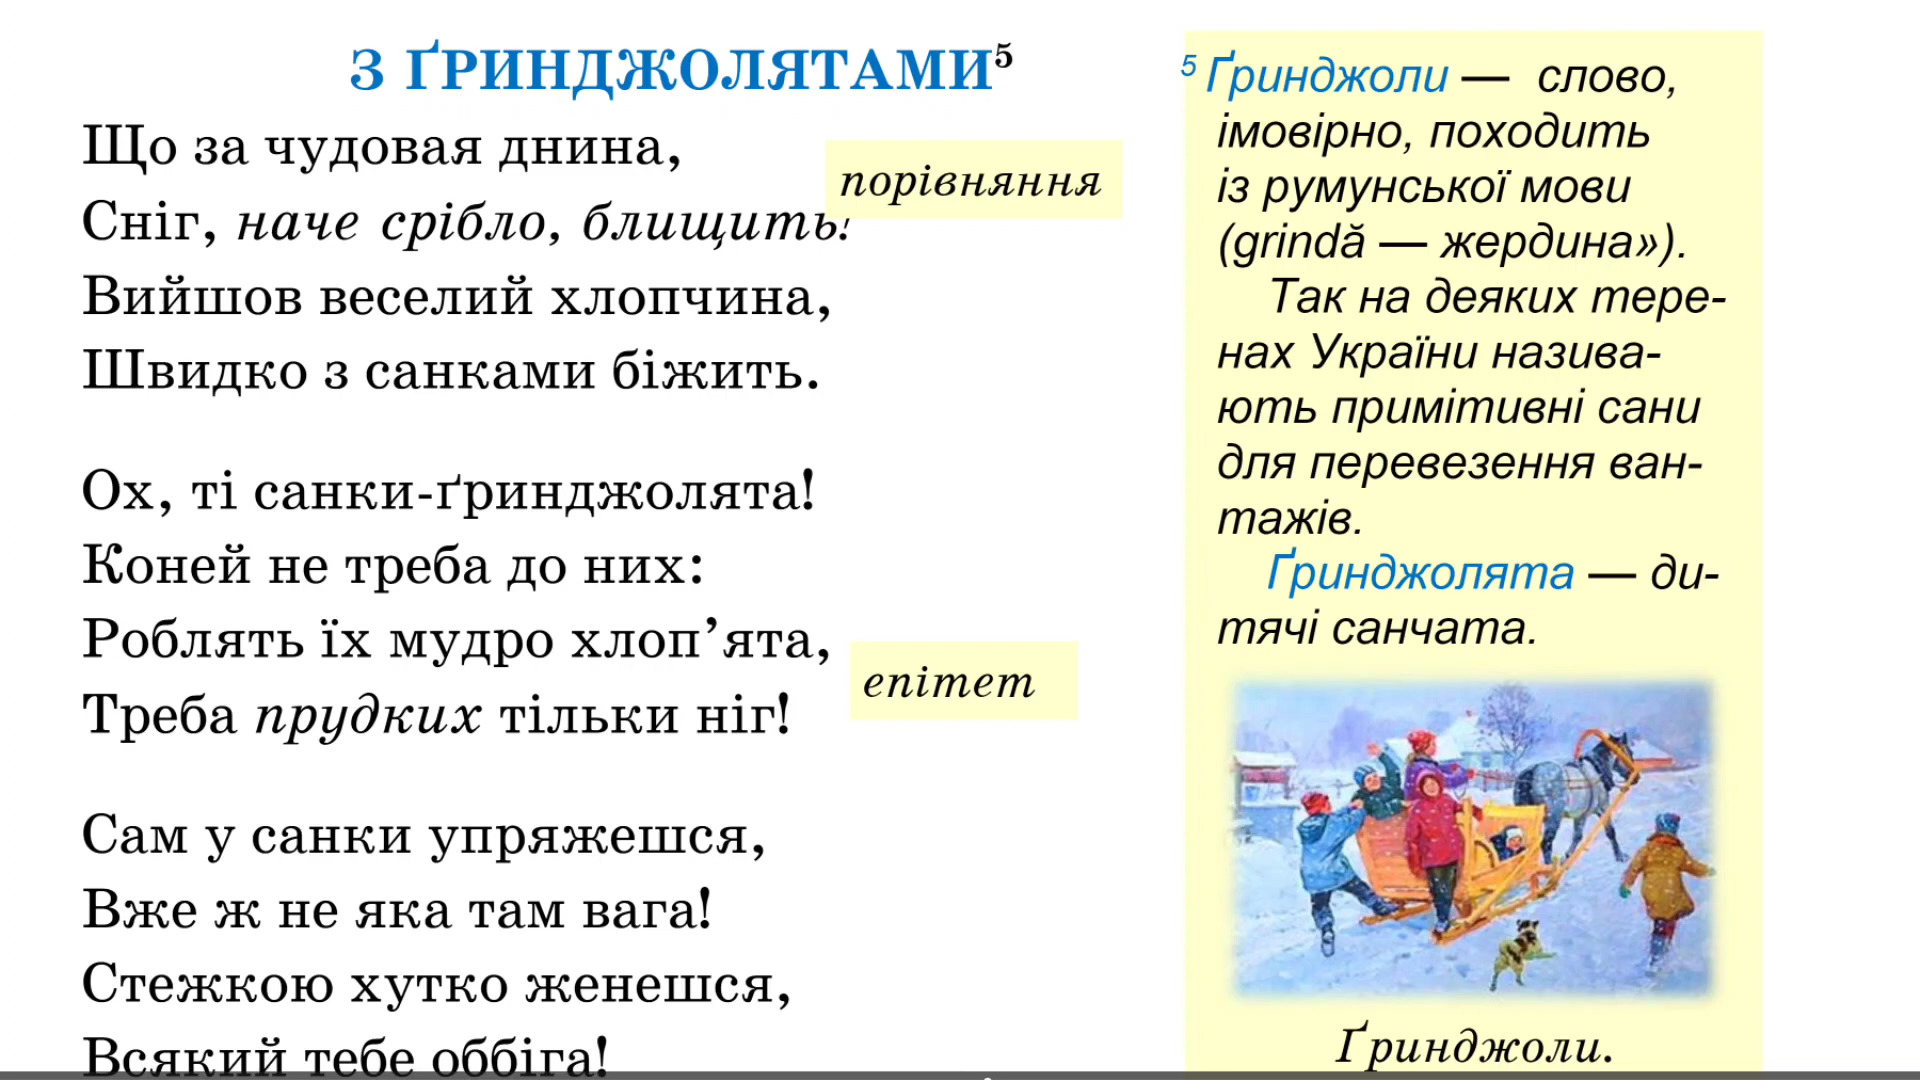 З ҐРИНДЖОЛЯТАМИ⁵
Що за чудовая днина,
Сніг, наче срібло, блищить!
порівняння
Вийшов веселий хлопчина,
Швидко з санками біжить.
Ох, ті санки-ґринджолята!
Коней не треба до них:
Роблять їх мудро хлоп’ята,
Треба прудких тільки ніг!
епітет
Сам у санки упряжешся,
Вже ж не яка там вага!
Стежкою хутко женешся,
Всякий тебе оббіга!
⁵ Ґринджоли — слово,
імовірно, походить
із румунської мови
(grindă — жердина»).
Так на деяких тере-
нах України назива-
ють примітивні сани
для перевезення ван-
тажів.
Ґринджолята — ди-
тячі санчата.
Ґринджоли.